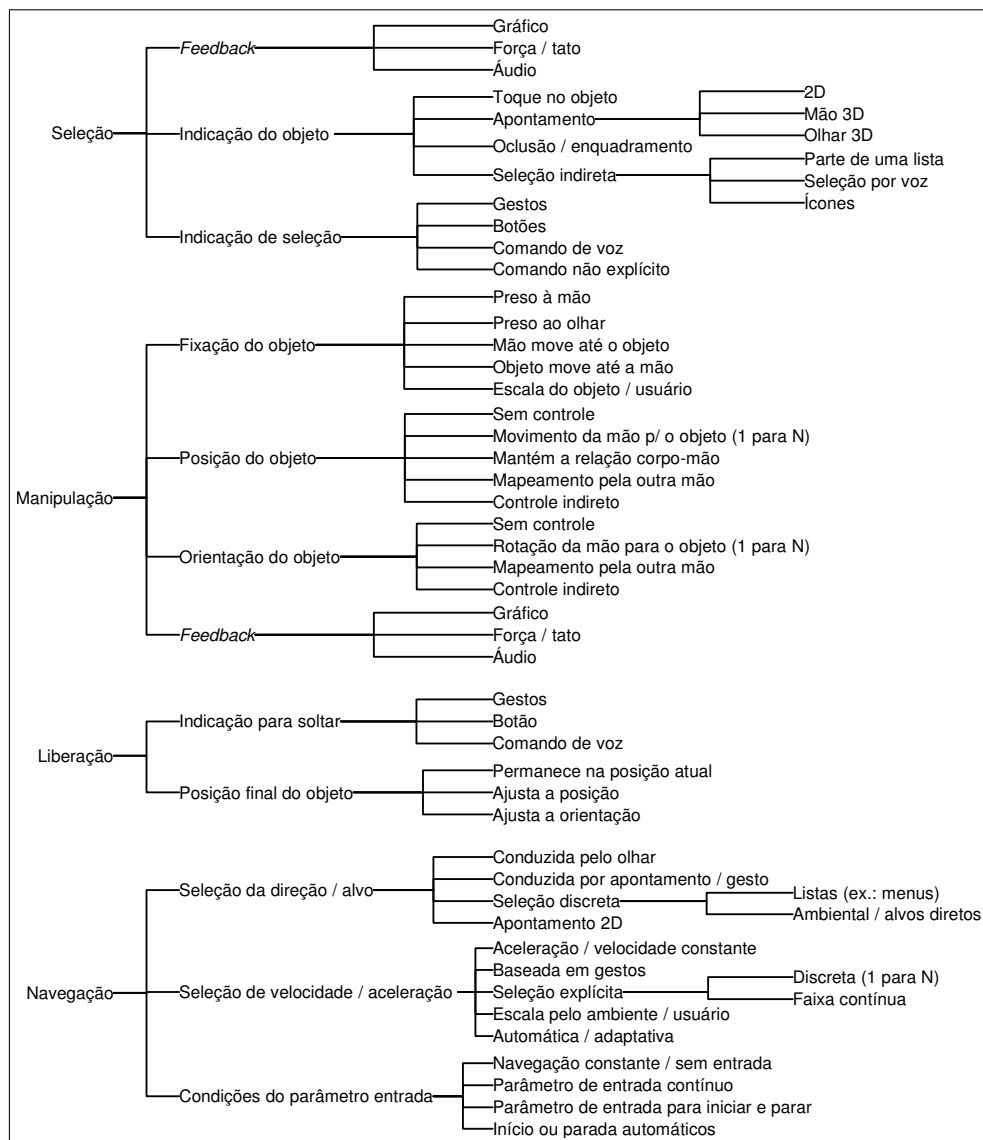 Seleção
Feedback
Gráfico
Força / tato
Áudio
Indicação do objeto
Toque no objeto
Apontamento
2D
Mão 3D
Olhar 3D
Oclusão / enquadramento
Seleção indireta
Parte de uma lista
Seleção por voz
Ícones
Indicação de seleção
Gestos
Botões
Comando de voz
Comando não explícito
Manipulação
Fixação do objeto
Preso à mão
Preso ao olhar
Mão move até o objeto
Objeto move até a mão
Escala do objeto / usuário
Posição do objeto
Sem controle
Movimento da mão p/ o objeto (1 para N)
Mantém a relação corpo-mão
Mapeamento pela outra mão
Controle indireto
Orientação do objeto
Sem controle
Rotação da mão para o objeto (1 para N)
Mapeamento pela outra mão
Controle indireto
Feedback
Gráfico
Força / tato
Áudio
Liberação
Indicação para soltar
Gestos
Botão
Comando de voz
Posição final do objeto
Permanece na posição atual
Ajusta a posição
Ajusta a orientação
Navegação
Seleção da direção / alvo
Conduzida pelo olhar
Conduzida por apontamento / gesto
Seleção discreta
Listas (ex.: menus)
Ambiental / alvos diretos
Apontamento 2D
Seleção de velocidade / aceleração
Aceleração / velocidade constante
Baseada em gestos
Seleção explícita
Discreta (1 para N)
Faixa contínua
Escala pelo ambiente / usuário
Automática / adaptativa
Condições do parâmetro entrada
Navegação constante / sem entrada
Parâmetro de entrada contínuo
Parâmetro de entrada para iniciar e parar
Início ou parada automáticos